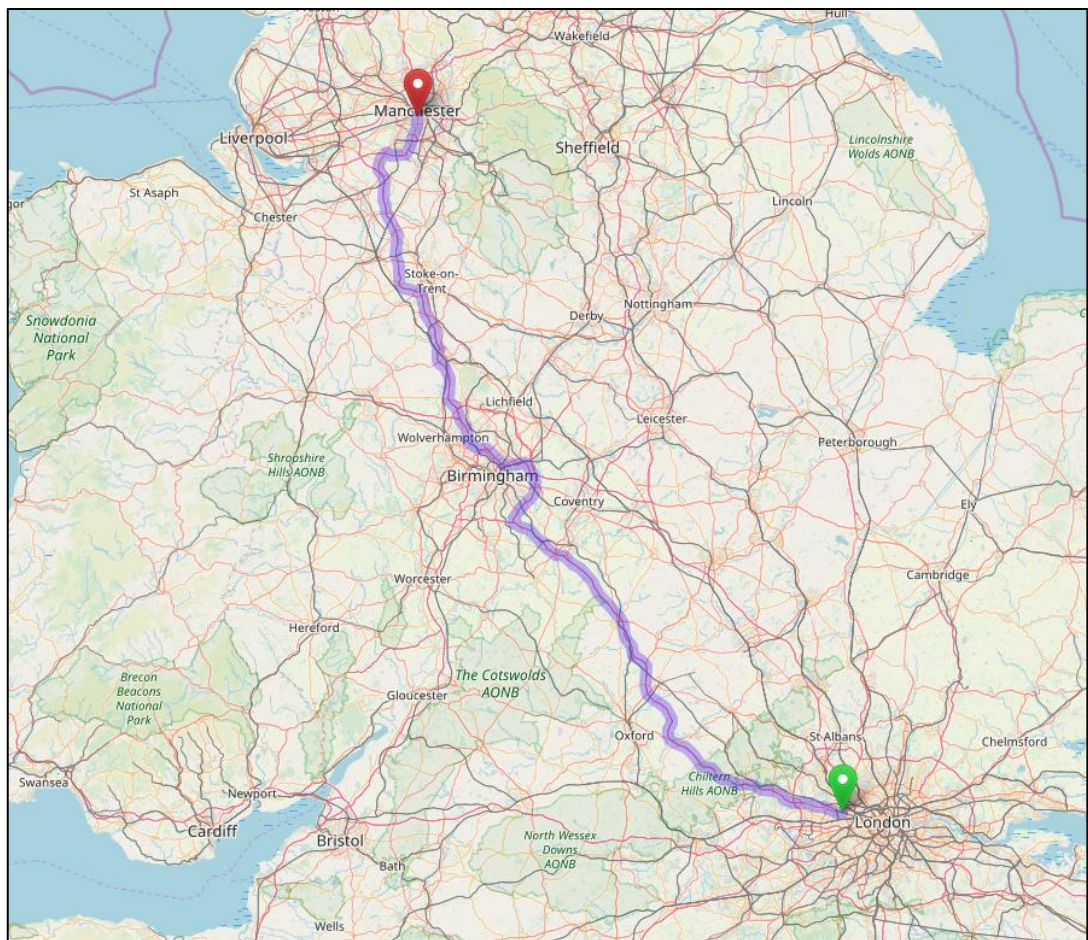 Hull
Wakefield
Manchester
Liverpool
Sheffield
Lincolnshire
Wolds AONB
St Asaph
Chester
Lincoln
Stoke-on-
Trent
Nottingham
Derby
Snowdonia
National
Park
Lichfield
Leicester
Wolverhampton
Peterborough
Shropshire
Hills AONB
Birmingham
Coventry
Ely
Worcester
Cambridge
Hereford
The Cotswolds
AONB
Brecon
Beacons
National
Park
Gloucester
Oxford
St Albans
Chelmsford
Swansea
Chiltern
Hills AONB
Newport
London
Cardiff
Bristol
North Wessex
Downs
AONB
Bath
Wells